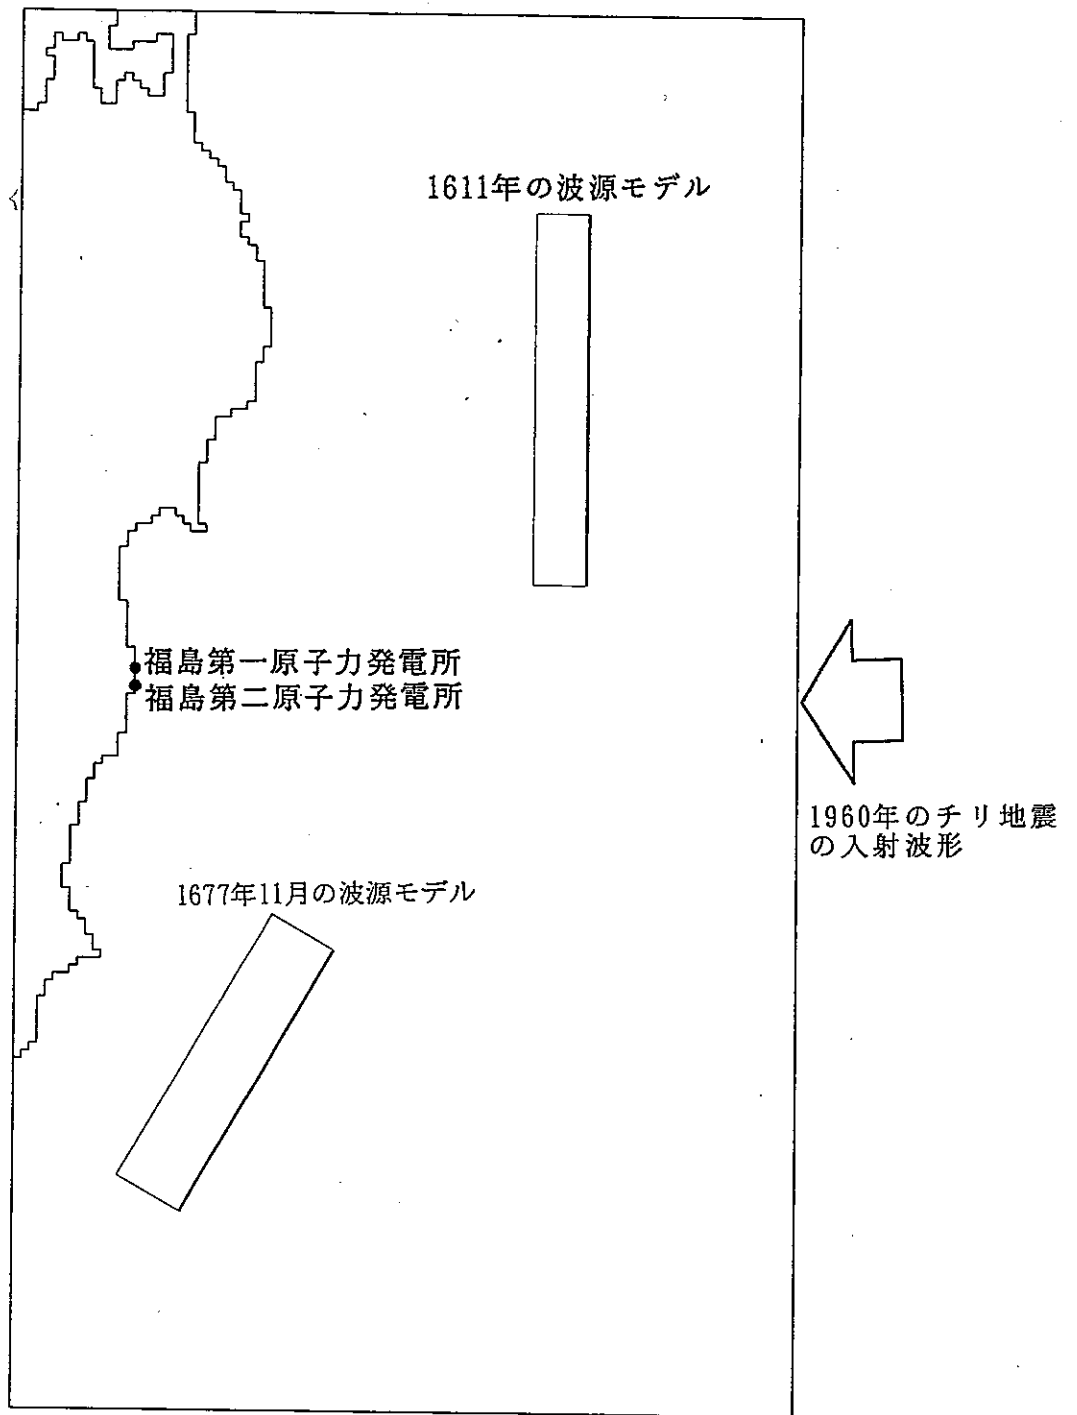 1611年の波源モデル
福島第一原子力発電所
福島第二原子力発電所
1960年のチリ地震
の入射波形
1677年11月の波源モデル